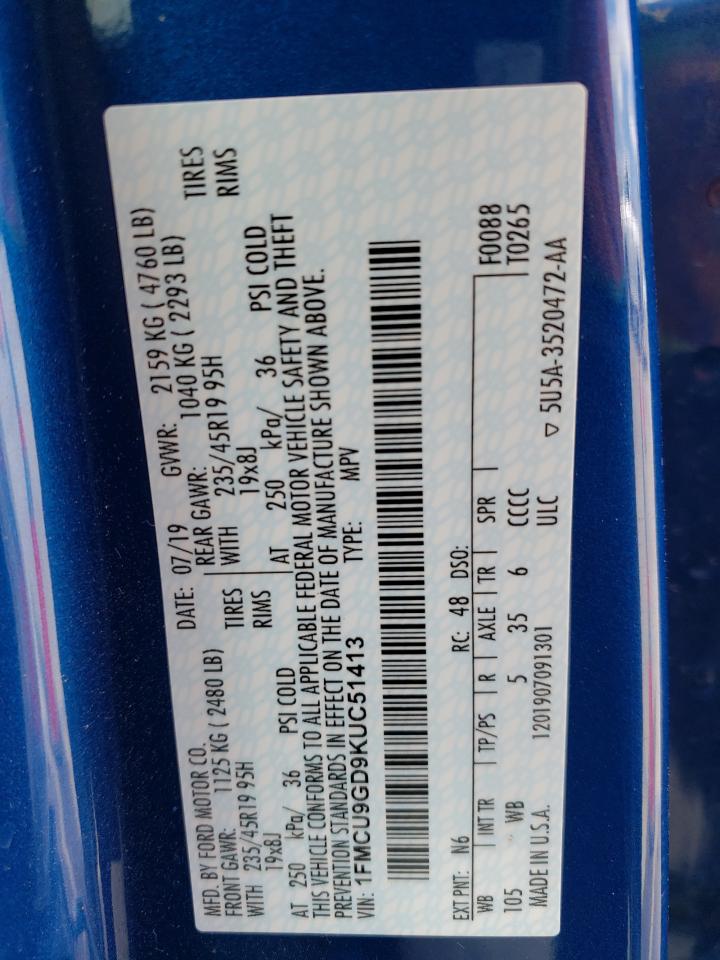 MFD. BY FORD MOTOR CO.
DATE: 07/19 GVWR: 2159 KG ( 4760 LB)
FRONT GAWR: 1125 KG ( 2480 LB) REAR GAWR: 1040 KG ( 2293 LB)
WITH 235/45R19 95H TIRES WITH 235/45R19 95H TIRES
19x8J RIMS 19x8J RIMS
AT 250 kPa/ 36 PSI COLD AT 250 kPa/ 36 PSI COLD
THIS VEHICLE CONFORMS TO ALL APPLICABLE FEDERAL MOTOR VEHICLE SAFETY AND THEFT
PREVENTION STANDARDS IN EFFECT ON THE DATE OF MANUFACTURE SHOWN ABOVE.
VIN: 1FMCU9GD9KUC51413 TYPE: MPV
EXT PNT: N6 RC: 48 DSO:
WB INT TR TP/PS R AXLE TR SPR F0088
105 WB 5 35 6 CCCC T0265
MADE IN U.S.A. 1201907091301 ULC ▽ 5U5A-3520472-AA